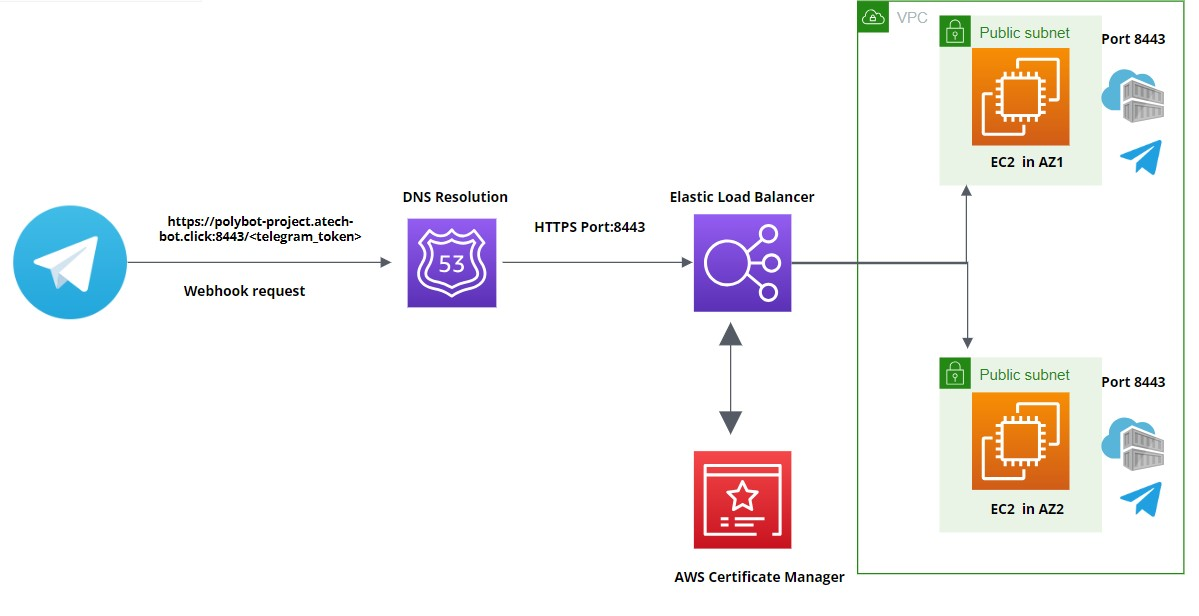 VPC
Public subnet
Port 8443
EC2 in AZ1
DNS Resolution
Elastic Load Balancer
https://polybot-project.atech-
bot.click:8443/<telegram_token>
HTTPS Port:8443
53
Webhook request
Public subnet
Port 8443
EC2 in AZ2
AWS Certificate Manager